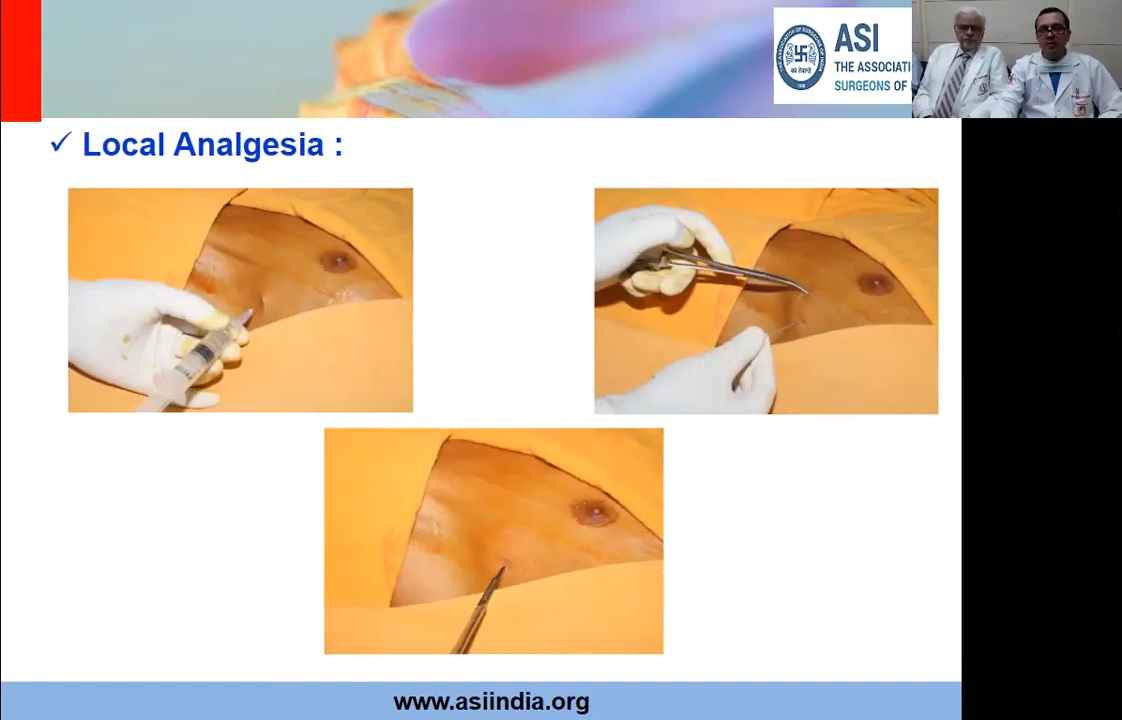 ASI
THE ASSOCIATI
SURGEONS OF
✓ Local Analgesia :
www.asiindia.org